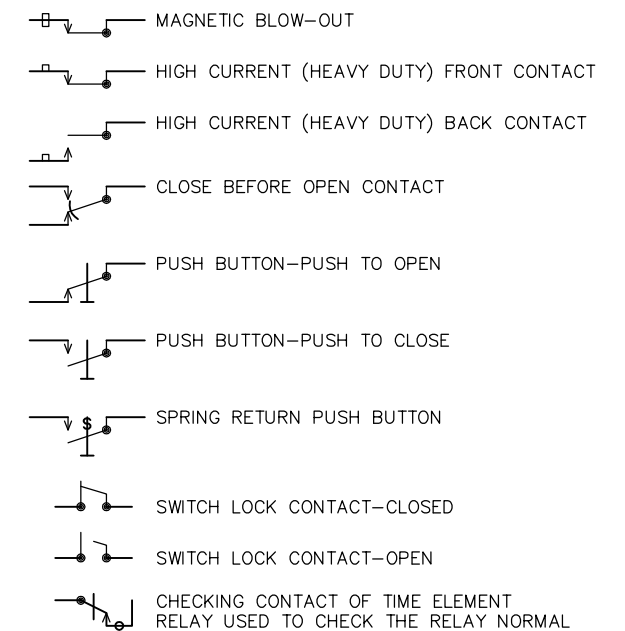 MAGNETIC BLOW-OUT
HIGH CURRENT (HEAVY DUTY) FRONT CONTACT
HIGH CURRENT (HEAVY DUTY) BACK CONTACT
CLOSE BEFORE OPEN CONTACT
PUSH BUTTON-PUSH TO OPEN
PUSH BUTTON-PUSH TO CLOSE
$ SPRING RETURN PUSH BUTTON
SWITCH LOCK CONTACT-CLOSED
SWITCH LOCK CONTACT-OPEN
CHECKING CONTACT OF TIME ELEMENT
RELAY USED TO CHECK THE RELAY NORMAL